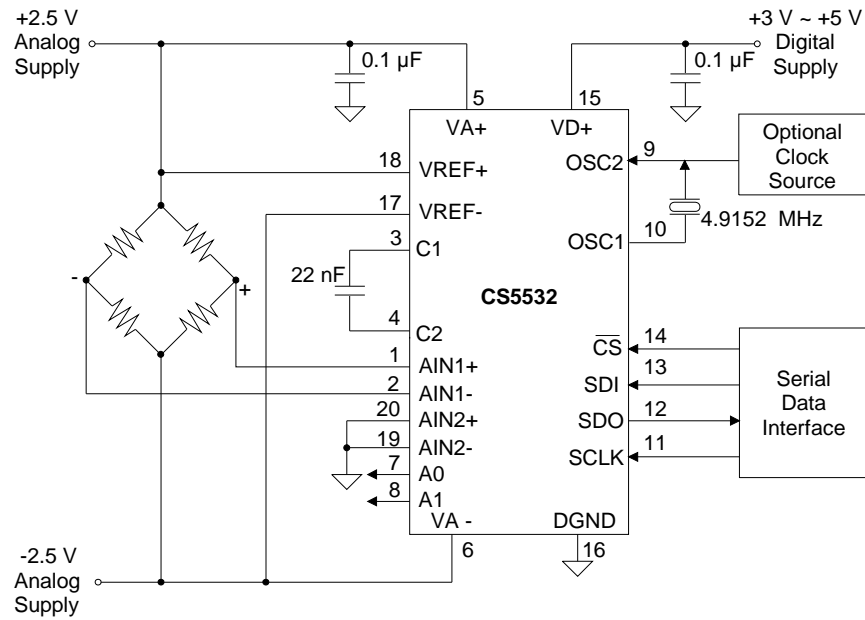 +2.5 V
Analog
Supply
+3 V ~ +5 V
Digital
Supply
0.1 µF
0.1 µF
5
15
VA+
VD+
Optional
Clock
Source
18
VREF+
OSC2
9
17
VREF-
4.9152 MHz
3
C1
OSC1
10
22 nF
CS5532
-
+
4
C2
1
AIN1+
CS
14
2
AIN1-
SDI
13
20
AIN2+
SDO
12
19
AIN2-
SCLK
11
Serial
Data
Interface
7
A0
8
A1
VA -
DGND
6
16
-2.5 V
Analog
Supply